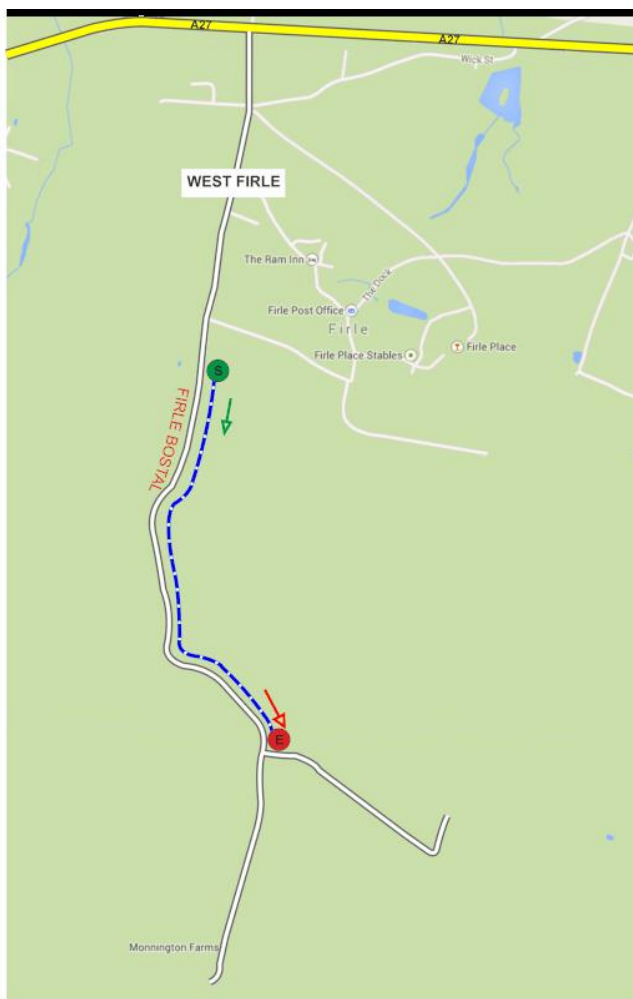 A27
A27
Wick St
WEST FIRLE
The Ram Inn
The Dock
Firle Post Office
Firle
Firle Place Stables
Firle Place
S
FIRLE BOSTAL
E
Monnington Farms